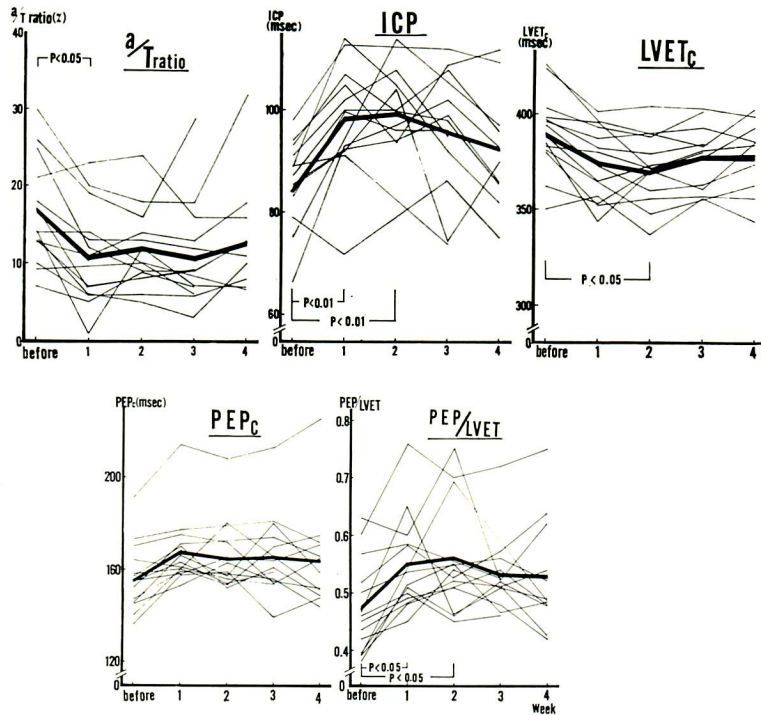 a/T ratio(%)
40
30
20
10
0
before 1 2 3 4
a/T ratio
P<0.05
ICP
(msec)
100
80
60
0
before 1 2 3 4
ICP
P<0.01
P<0.01
LVETc
(msec)
400
350
300
0
before 1 2 3 4
LVETc
P<0.05
PEPc(msec)
200
160
120
0
before 1 2 3 4
PEPc
PEP/LVET
0.8
0.7
0.6
0.5
0.4
0
before 1 2 3 4
Week
PEP/LVET
P<0.05
P<0.05